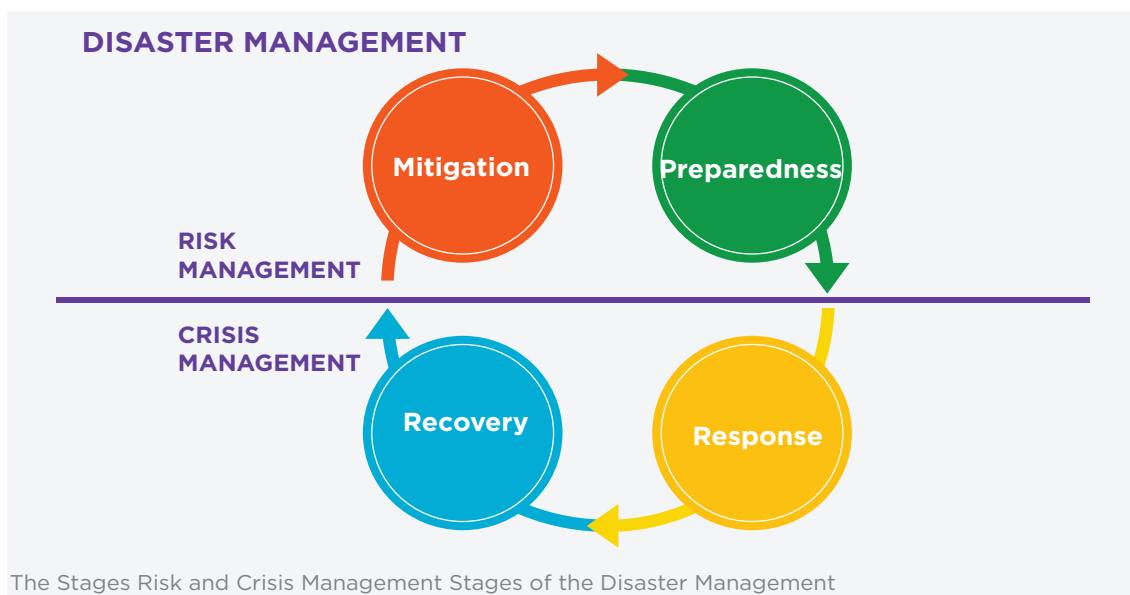 DISASTER MANAGEMENT
Mitigation
Preparedness
RISK
MANAGEMENT
CRISIS
MANAGEMENT
Recovery
Response
The Stages Risk and Crisis Management Stages of the Disaster Management